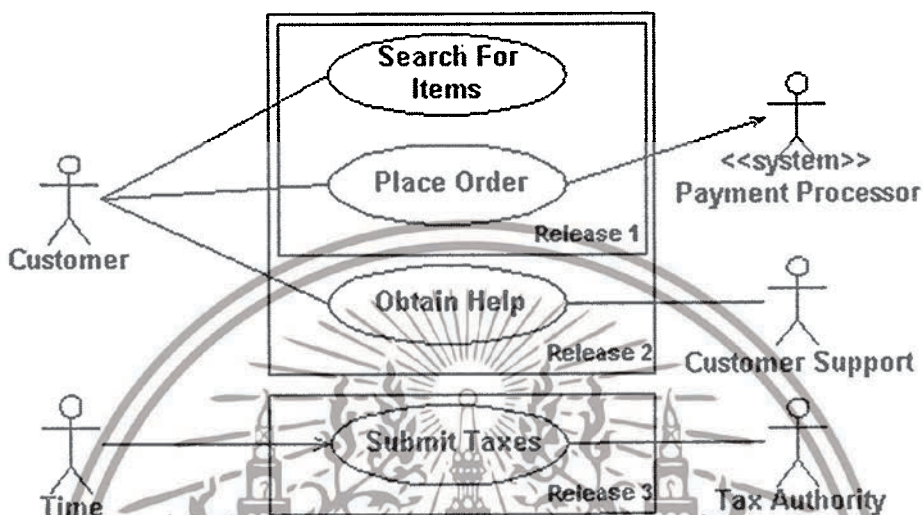 Search For
Items
Place Order
<<system>>
Payment Processor
Release 1
Customer
Obtain Help
Release 2
Customer Support
Submit Taxes
Release 3
Time
Tax Authority